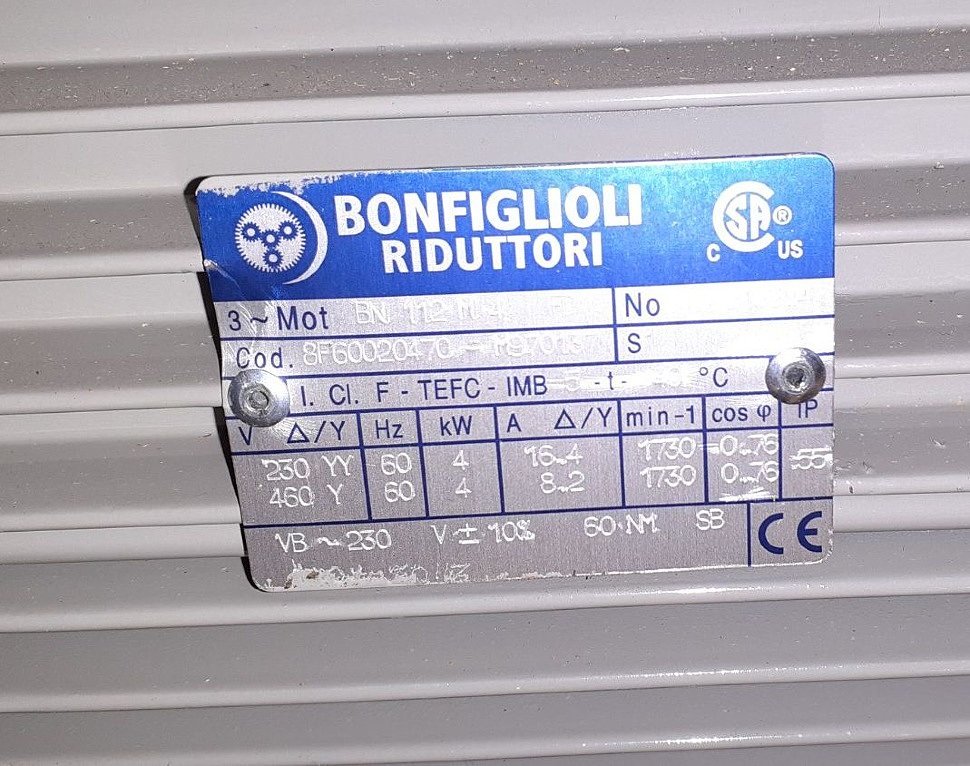 BONFIGLIOLI
RIDUTTORI
CSA ® C US
3 ~ Mot BN 112 M 4 No
Cod. 8F60020470 S
I. Cl. F - TEFC - IMB - t - °C
V Δ/Y Hz kW A Δ/Y min-1 cos φ IP
230 YY 60 4 16.4 1730 0.76 55
460 Y 60 4 8.2 1730 0.76
VB ~ 230 V ± 10% 60 NM SB CE